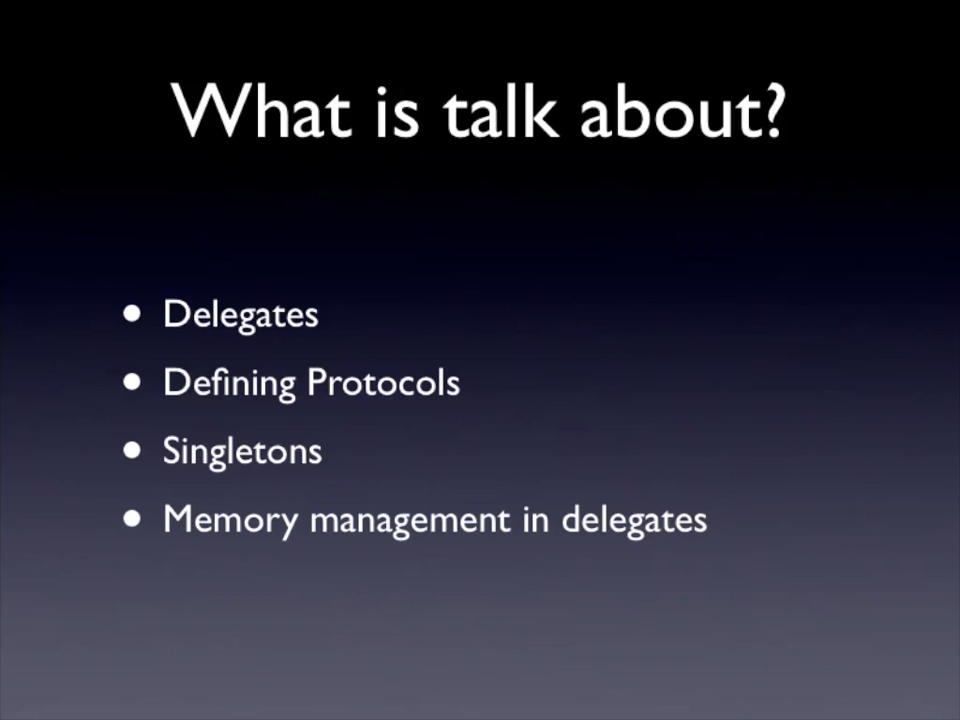 What is talk about?
• Delegates
• Defining Protocols
• Singletons
• Memory management in delegates